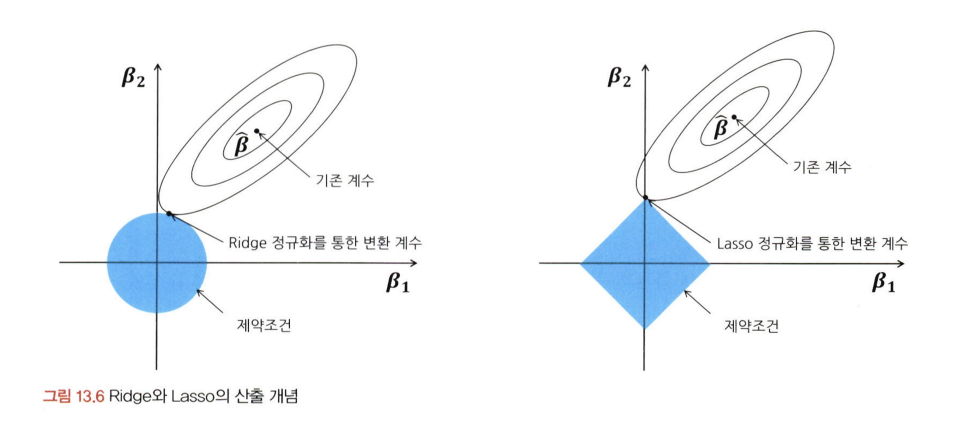 β₂
β̂
기존 계수
Ridge 정규화를 통한 변환 계수
β₁
제약조건
β₂
β̂
기존 계수
Lasso 정규화를 통한 변환 계수
β₁
제약조건
그림 13.6 Ridge와 Lasso의 산출 개념